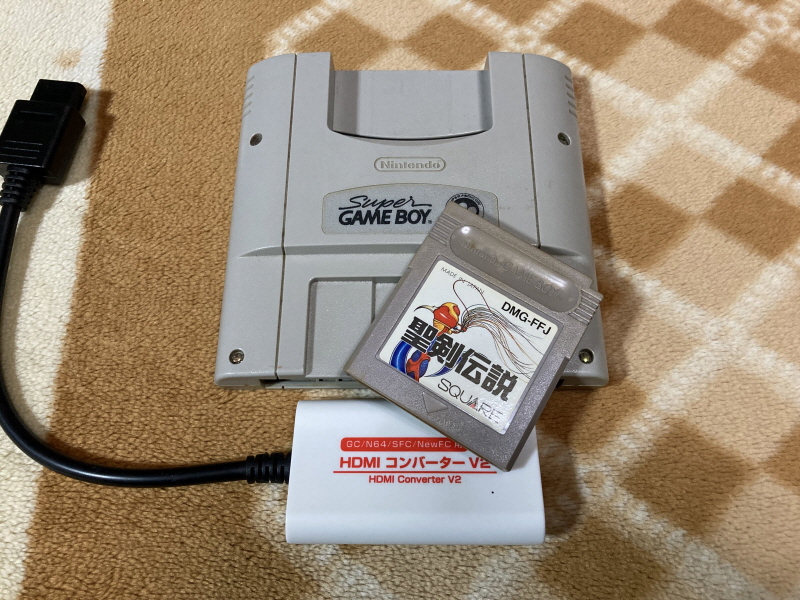 Nintendo
Super
GAME BOY
MADE IN JAPAN
DMG-FFJ
聖剣伝説
SQUARE
GC/N64/SFC/NewFC
HDMI コンバーター V2
HDMI Converter V2